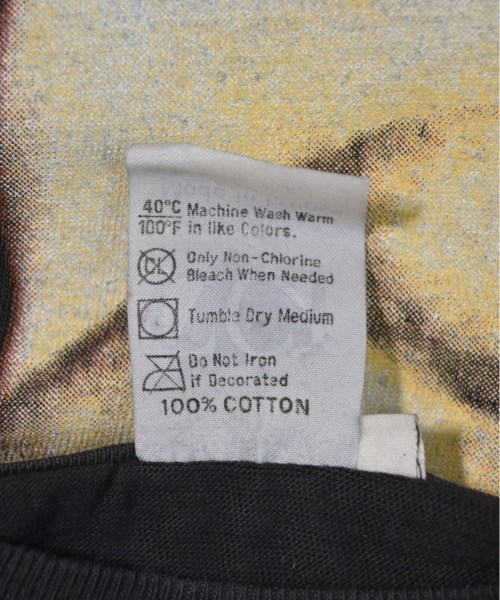 40°C Machine Wash Warm
100°F in like Colors.
CL Only Non-Chlorine
Bleach When Needed
Tumble Dry Medium
Do Not Iron
if Decorated
100% COTTON